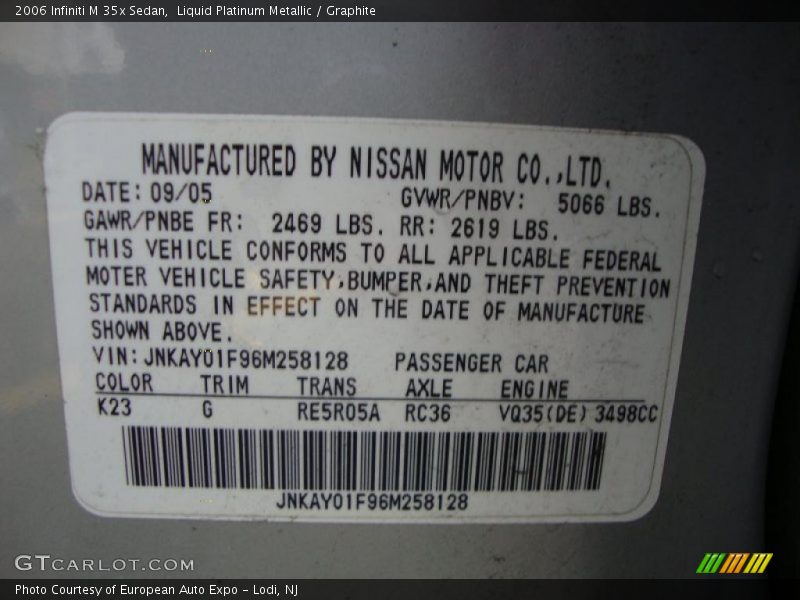 2006 Infiniti M 35x Sedan,  Liquid Platinum Metallic / Graphite
MANUFACTURED BY NISSAN MOTOR CO.,LTD.
DATE: 09/05 GVWR/PNBV: 5066 LBS.
GAWR/PNBE FR: 2469 LBS. RR: 2619 LBS.
THIS VEHICLE CONFORMS TO ALL APPLICABLE FEDERAL
MOTER VEHICLE SAFETY,BUMPER,AND THEFT PREVENTION
STANDARDS IN EFFECT ON THE DATE OF MANUFACTURE
SHOWN ABOVE.
VIN: JNKAY01F96M258128 PASSENGER CAR
COLOR TRIM TRANS AXLE ENGINE
K23 G RE5R05A RC36 VQ35(DE) 3498CC
JNKAY01F96M258128
GTCARLOT.COM
Photo Courtesy of European Auto Expo - Lodi, NJ